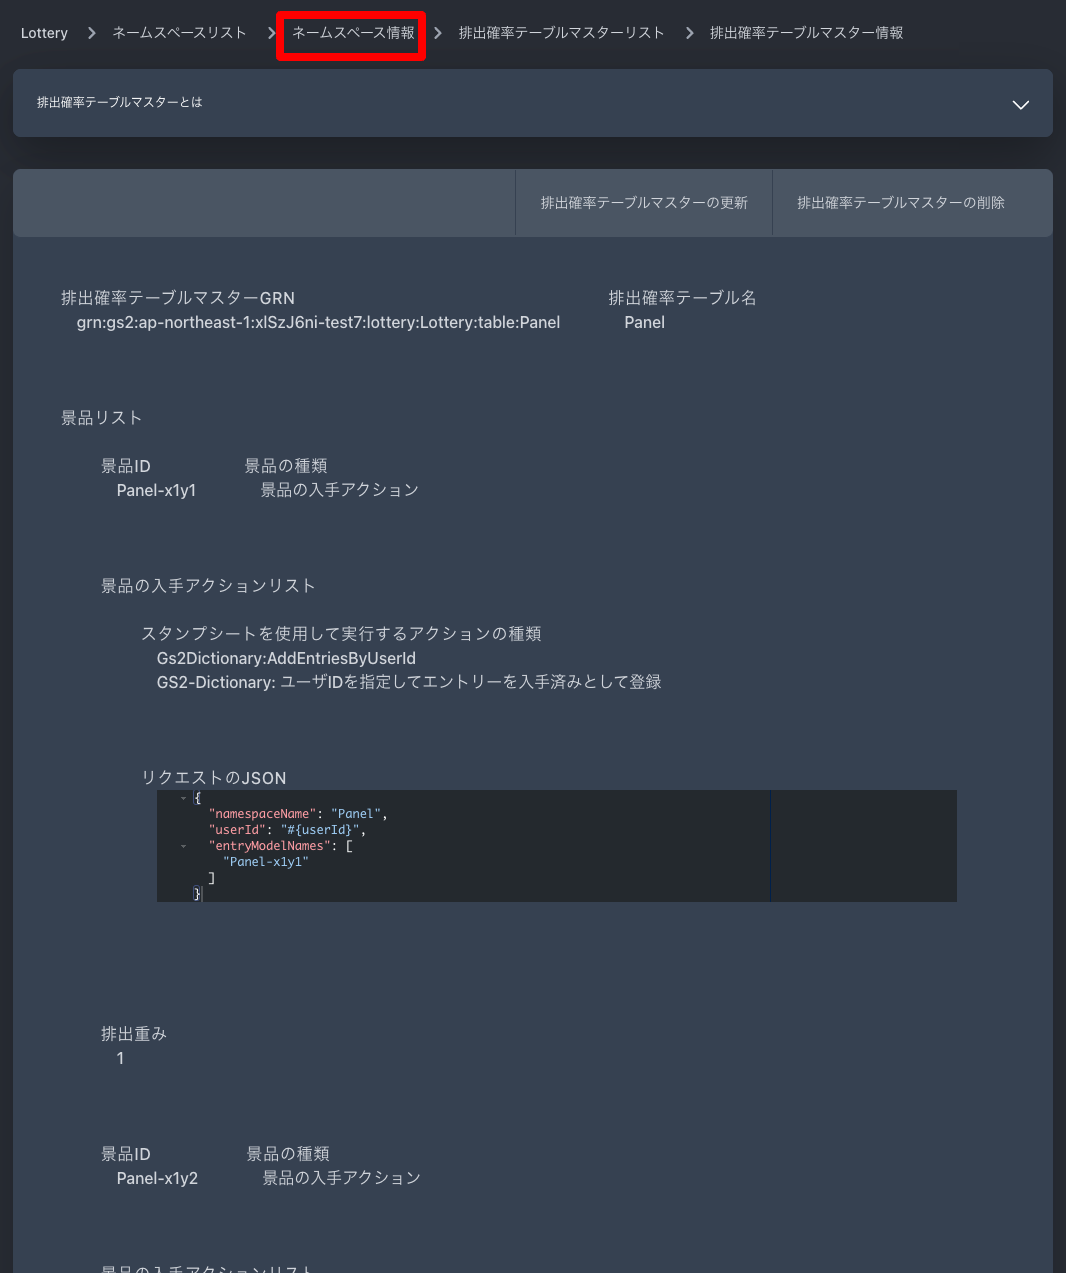 Lottery > ネームスペースリスト > ネームスペース情報 > 排出確率テーブルマスターリスト > 排出確率テーブルマスター情報
排出確率テーブルマスターとは
排出確率テーブルマスターの更新 排出確率テーブルマスターの削除
排出確率テーブルマスターGRN 排出確率テーブル名
grn:gs2:ap-northeast-1:xlSzJ6ni-test7:lottery:Lottery:table:Panel Panel
景品リスト
景品ID 景品の種類
Panel-x1y1 景品の入手アクション
景品の入手アクションリスト
スタンプシートを使用して実行するアクションの種類
Gs2Dictionary:AddEntriesByUserId
GS2-Dictionary: ユーザIDを指定してエントリーを入手済みとして登録
リクエストのJSON
{
"namespaceName": "Panel",
"userId": "#{userId}",
"entryModelNames": [
"Panel-x1y1"
]
}
排出重み
1
景品ID 景品の種類
Panel-x1y2 景品の入手アクション
景品の入手アクションリスト